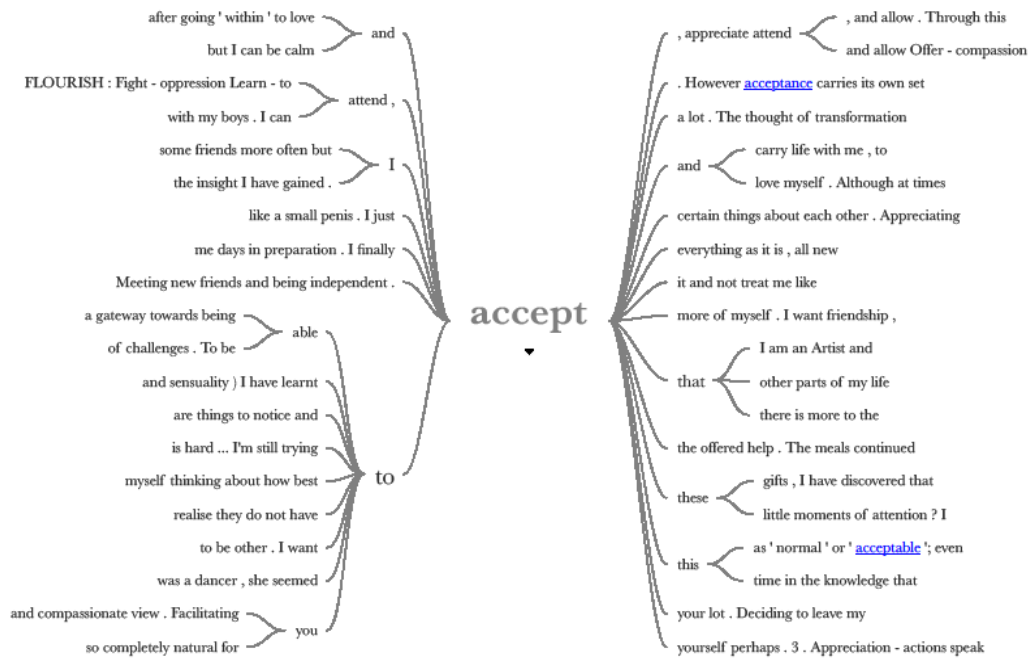 after going ' within ' to love
but I can be calm
and
FLOURISH : Fight - oppression Learn - to
with my boys . I can
attend ,
some friends more often but
the insight I have gained .
I
like a small penis . I just
me days in preparation . I finally
Meeting new friends and being independent .
a gateway towards being
of challenges . To be
able
and sensuality ) I have learnt
are things to notice and
is hard ... I'm still trying
myself thinking about how best
realise they do not have
to be other . I want
was a dancer , she seemed
and compassionate view . Facilitating
so completely natural for
you
to
accept
, appreciate attend
, and allow . Through this
and allow Offer - compassion
. However acceptance carries its own set
a lot . The thought of transformation
and
carry life with me , to
love myself . Although at times
certain things about each other . Appreciating
everything as it is , all new
it and not treat me like
more of myself . I want friendship ,
that
I am an Artist and
other parts of my life
there is more to the
the offered help . The meals continued
these
gifts , I have discovered that
little moments of attention ? I
this
as ' normal ' or ' acceptable '; even
time in the knowledge that
your lot . Deciding to leave my
yourself perhaps . 3 . Appreciation - actions speak